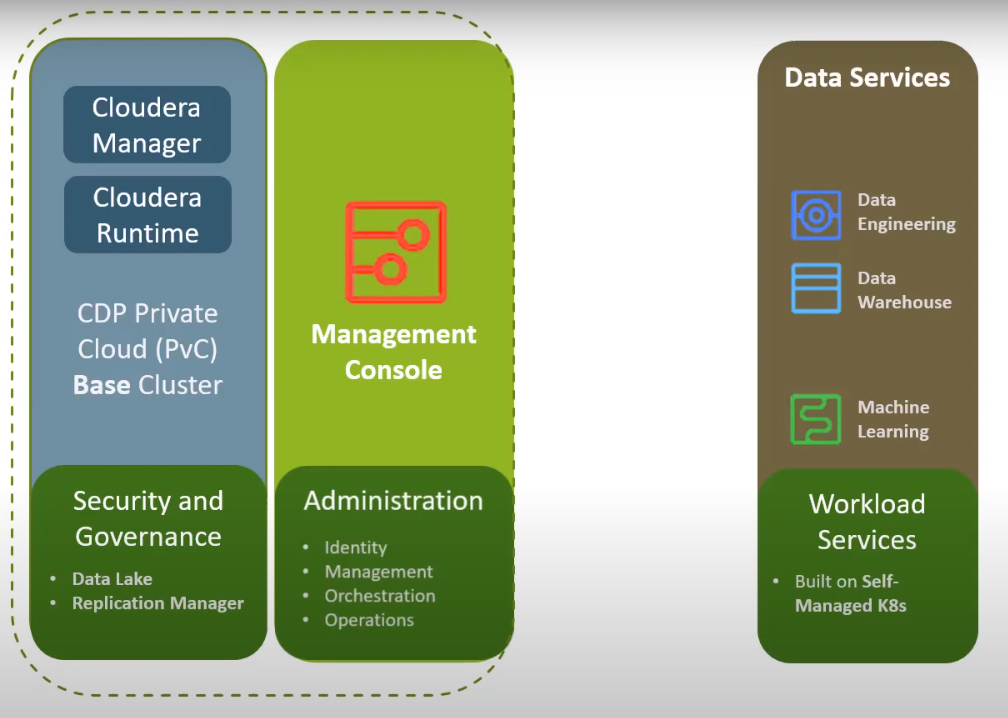 Cloudera
Manager
Cloudera
Runtime
CDP Private
Cloud (PvC)
Base Cluster
Security and
Governance
• Data Lake
• Replication Manager
Management
Console
Administration
• Identity
• Management
• Orchestration
• Operations
Data Services
Data
Engineering
Data
Warehouse
Machine
Learning
Workload
Services
• Built on Self-
Managed K8s